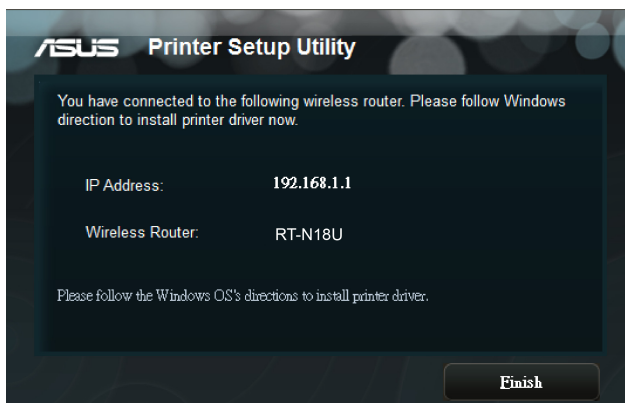 ASUS Printer Setup Utility
You have connected to the following wireless router. Please follow Windows
direction to install printer driver now.
IP Address: 192.168.1.1
Wireless Router: RT-N18U
Please follow the Windows OS's directions to install printer driver.
Finish